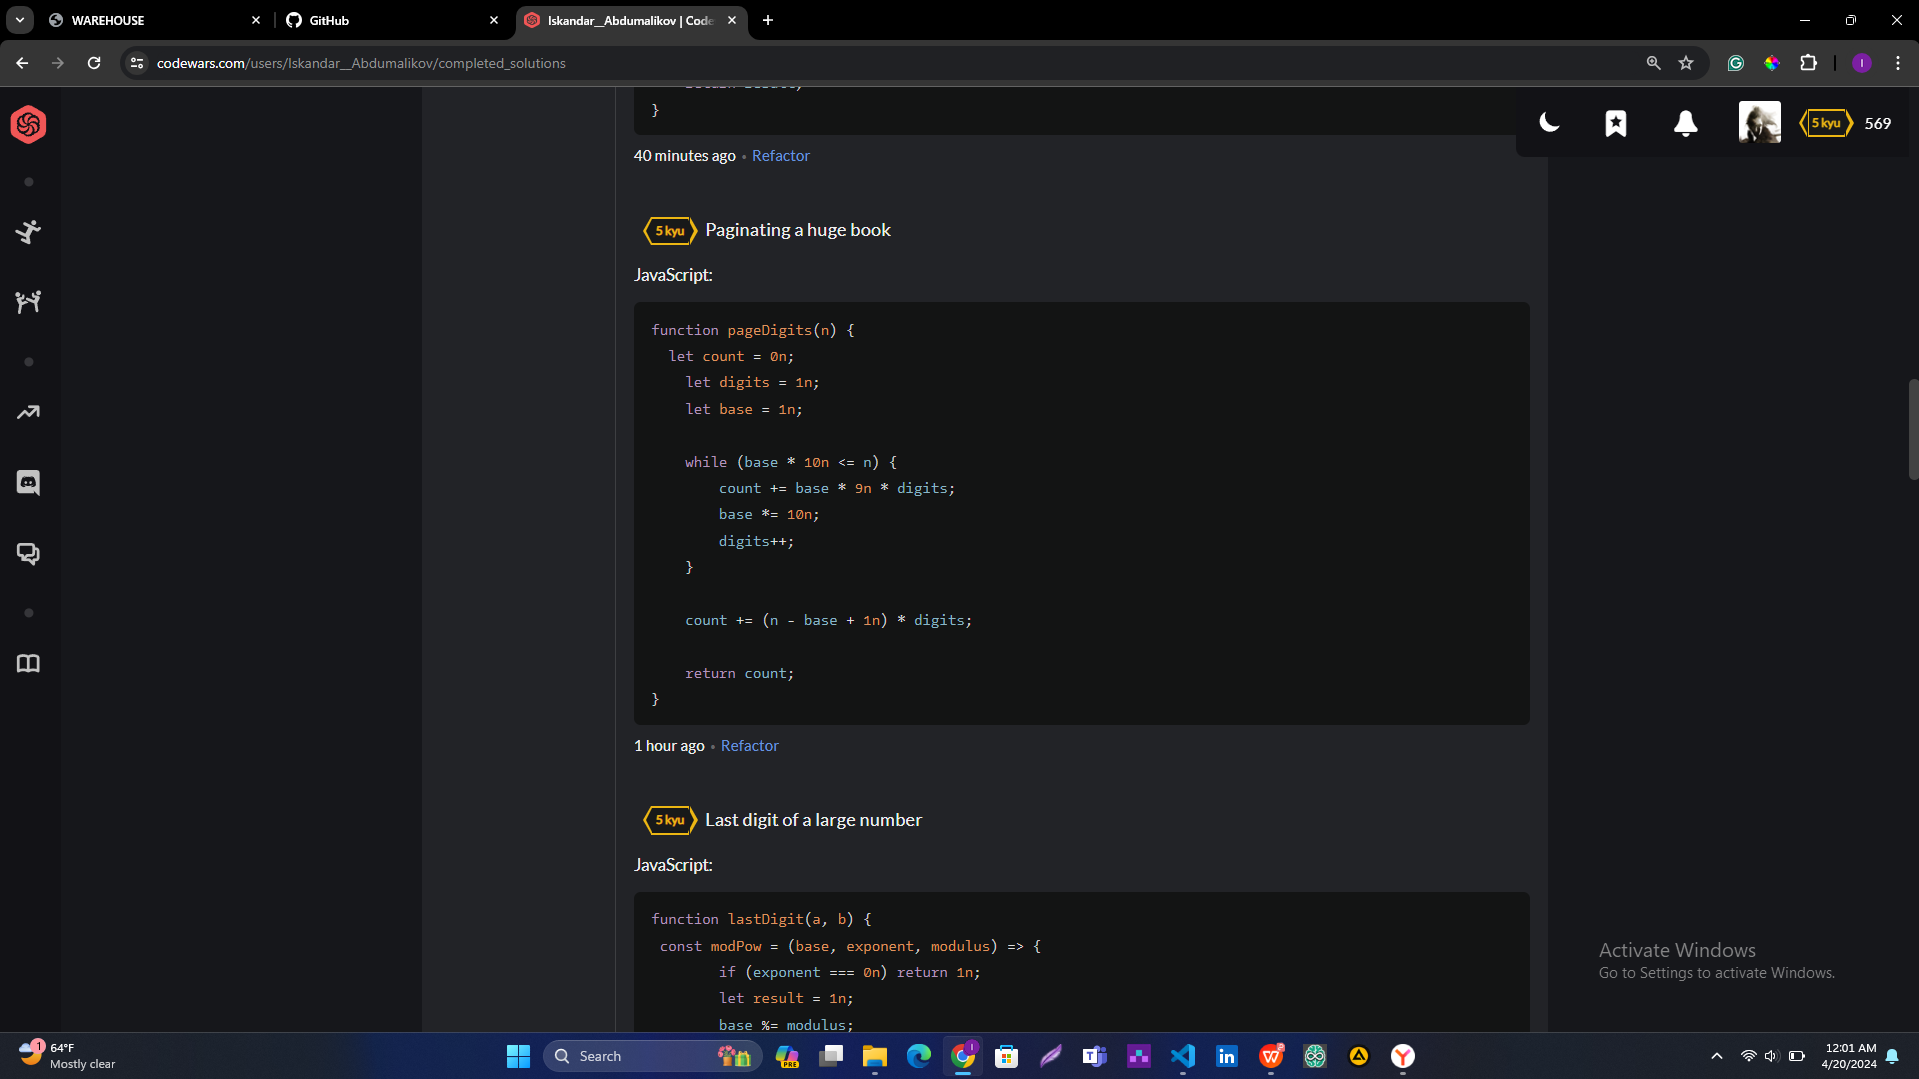 WAREHOUSE
GitHub
Iskandar__Abdumalikov | Code
codewars.com/users/Iskandar__Abdumalikov/completed_solutions
I
}
5 kyu
569
40 minutes ago • Refactor
5 kyu
Paginating a huge book
JavaScript:
function pageDigits(n) {
let count = 0n;
let digits = 1n;
let base = 1n;
while (base * 10n <= n) {
count += base * 9n * digits;
base *= 10n;
digits++;
}
count += (n - base + 1n) * digits;
return count;
}
1 hour ago • Refactor
5 kyu
Last digit of a large number
JavaScript:
function lastDigit(a, b) {
const modPow = (base, exponent, modulus) => {
if (exponent === 0n) return 1n;
let result = 1n;
base %= modulus;
Activate Windows
Go to Settings to activate Windows.
1
64°F
Mostly clear
Search
PRE
12:01 AM
4/20/2024